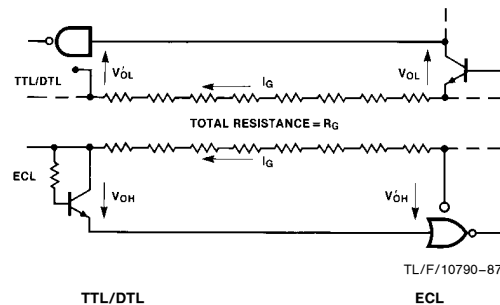 TTL/DTL
V'OL
IG
VOL
TOTAL RESISTANCE = RG
IG
ECL
VOH
V'OH
TL/F/10790–87
TTL/DTL ECL